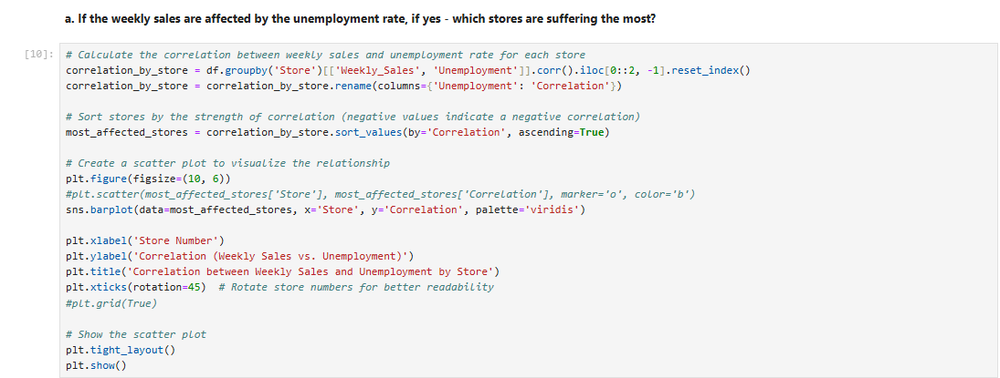 a. If the weekly sales are affected by the unemployment rate, if yes - which stores are suffering the most?
[10]: # Calculate the correlation between weekly sales and unemployment rate for each store
correlation_by_store = df.groupby('Store')[['Weekly_Sales', 'Unemployment']].corr().iloc[0::2, -1].reset_index()
correlation_by_store = correlation_by_store.rename(columns={'Unemployment': 'Correlation'})

# Sort stores by the strength of correlation (negative values indicate a negative correlation)
most_affected_stores = correlation_by_store.sort_values(by='Correlation', ascending=True)

# Create a scatter plot to visualize the relationship
plt.figure(figsize=(10, 6))
#plt.scatter(most_affected_stores['Store'], most_affected_stores['Correlation'], marker='o', color='b')
sns.barplot(data=most_affected_stores, x='Store', y='Correlation', palette='viridis')

plt.xlabel('Store Number')
plt.ylabel('Correlation (Weekly Sales vs. Unemployment)')
plt.title('Correlation between Weekly Sales and Unemployment by Store')
plt.xticks(rotation=45)  # Rotate store numbers for better readability
#plt.grid(True)

# Show the scatter plot
plt.tight_layout()
plt.show()